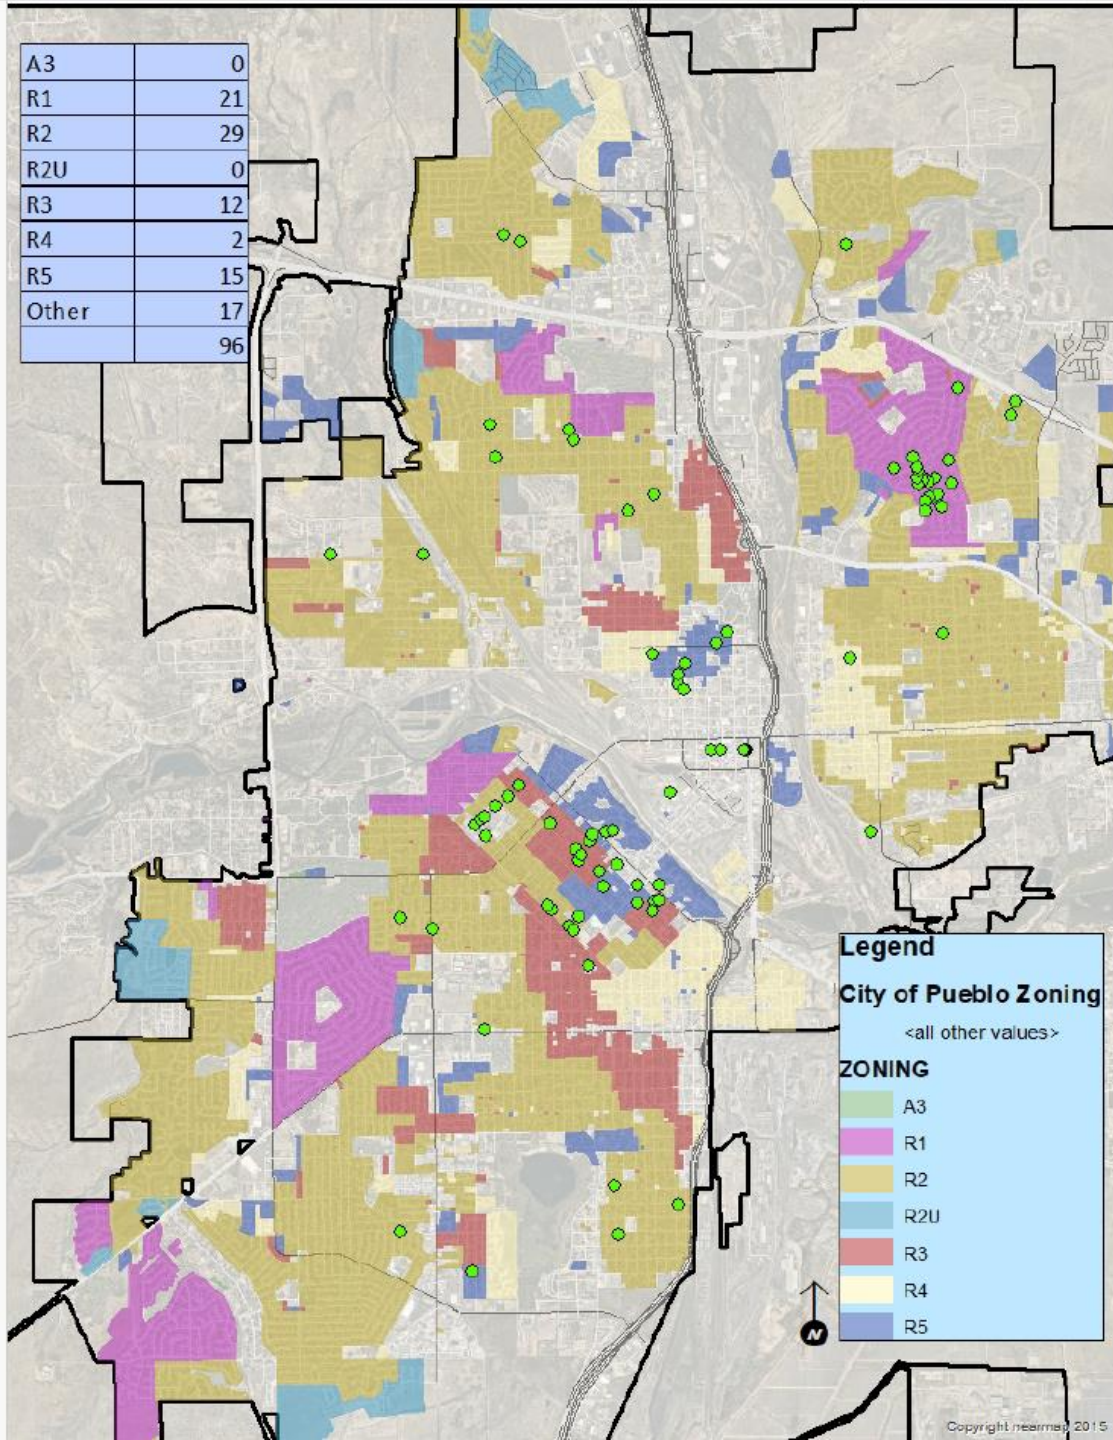 A3 0
R1 21
R2 29
R2U 0
R3 12
R4 2
R5 15
Other 17
96
Legend
City of Pueblo Zoning
<all other values>
ZONING
A3
R1
R2
R2U
R3
R4
R5
N
Copyright nearmap 2015